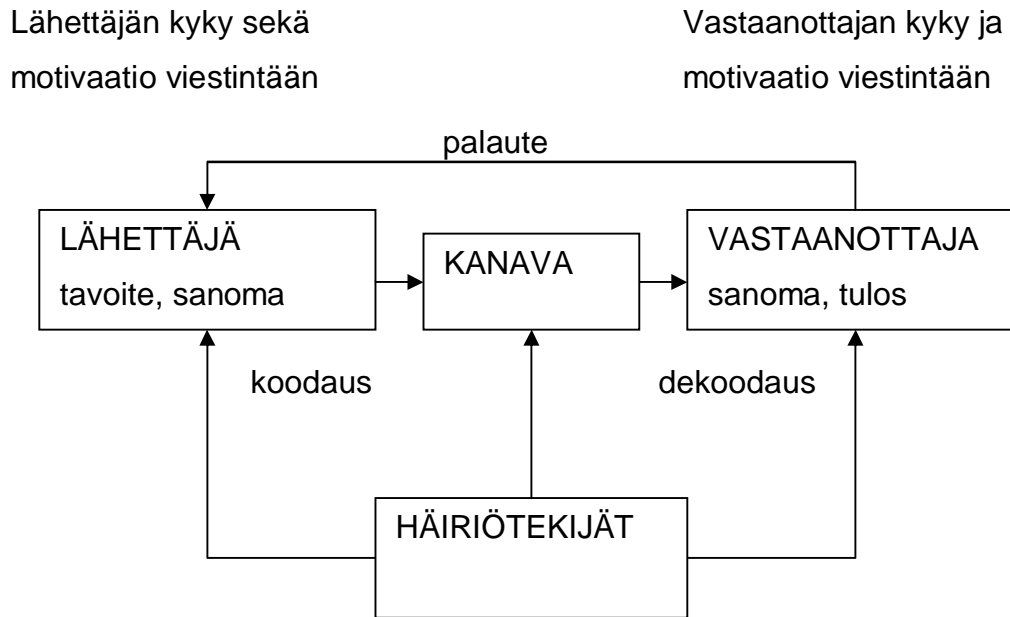 Lähettäjän kyky sekä
motivaatio viestintään
Vastaanottajan kyky ja
motivaatio viestintään
palaute
LÄHETTÄJÄ
tavoite, sanoma
KANAVA
VASTAANOTTAJA
sanoma, tulos
koodaus
dekoodaus
HÄIRIÖTEKIJÄT